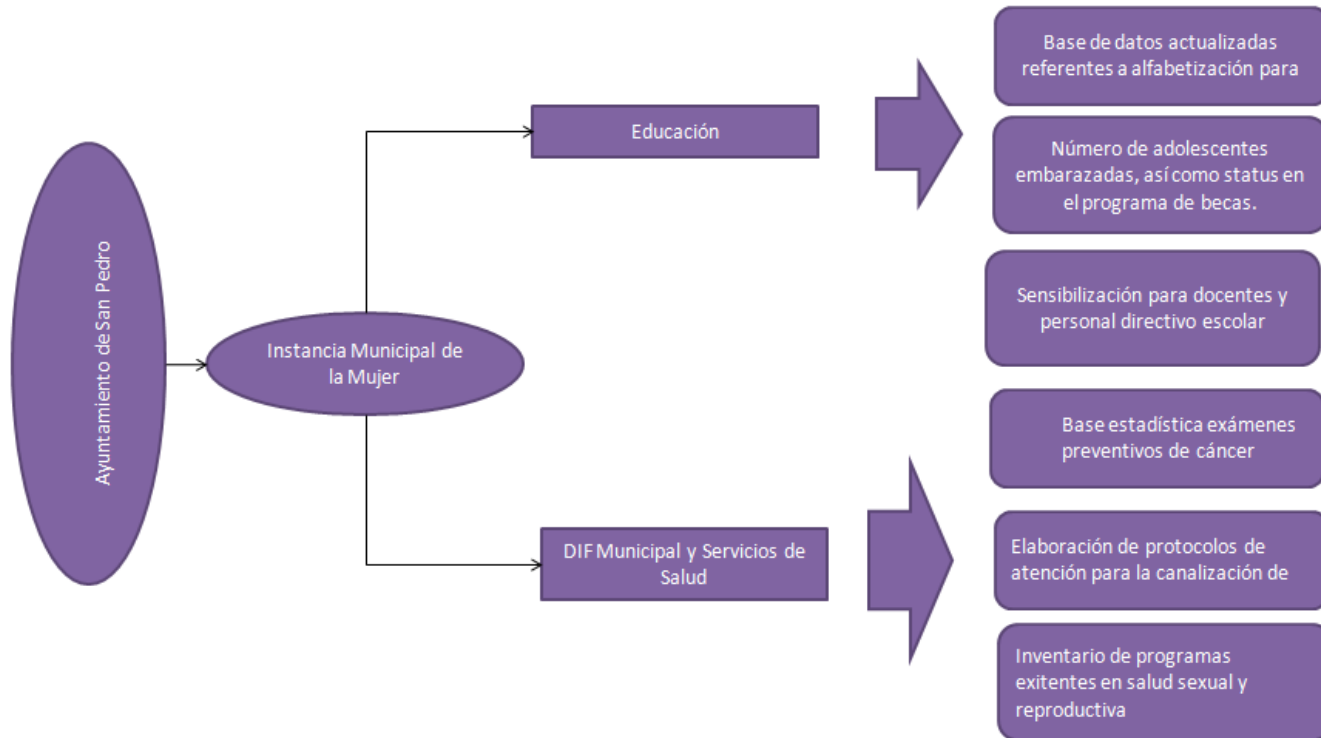 Ayuntamiento de San Pedro
Instancia Municipal de
la Mujer
Educación
DIF Municipal y Servicios de
Salud
Base de datos actualizadas
referentes a alfabetización para
Número de adolescentes
embarazadas, así como status en
el programa de becas.
Sensibilización para docentes y
personal directivo escolar
Base estadística exámenes
preventivos de cáncer
Elaboración de protocolos de
atención para la canalización de
Inventario de programas
exitentes en salud sexual y
reproductiva